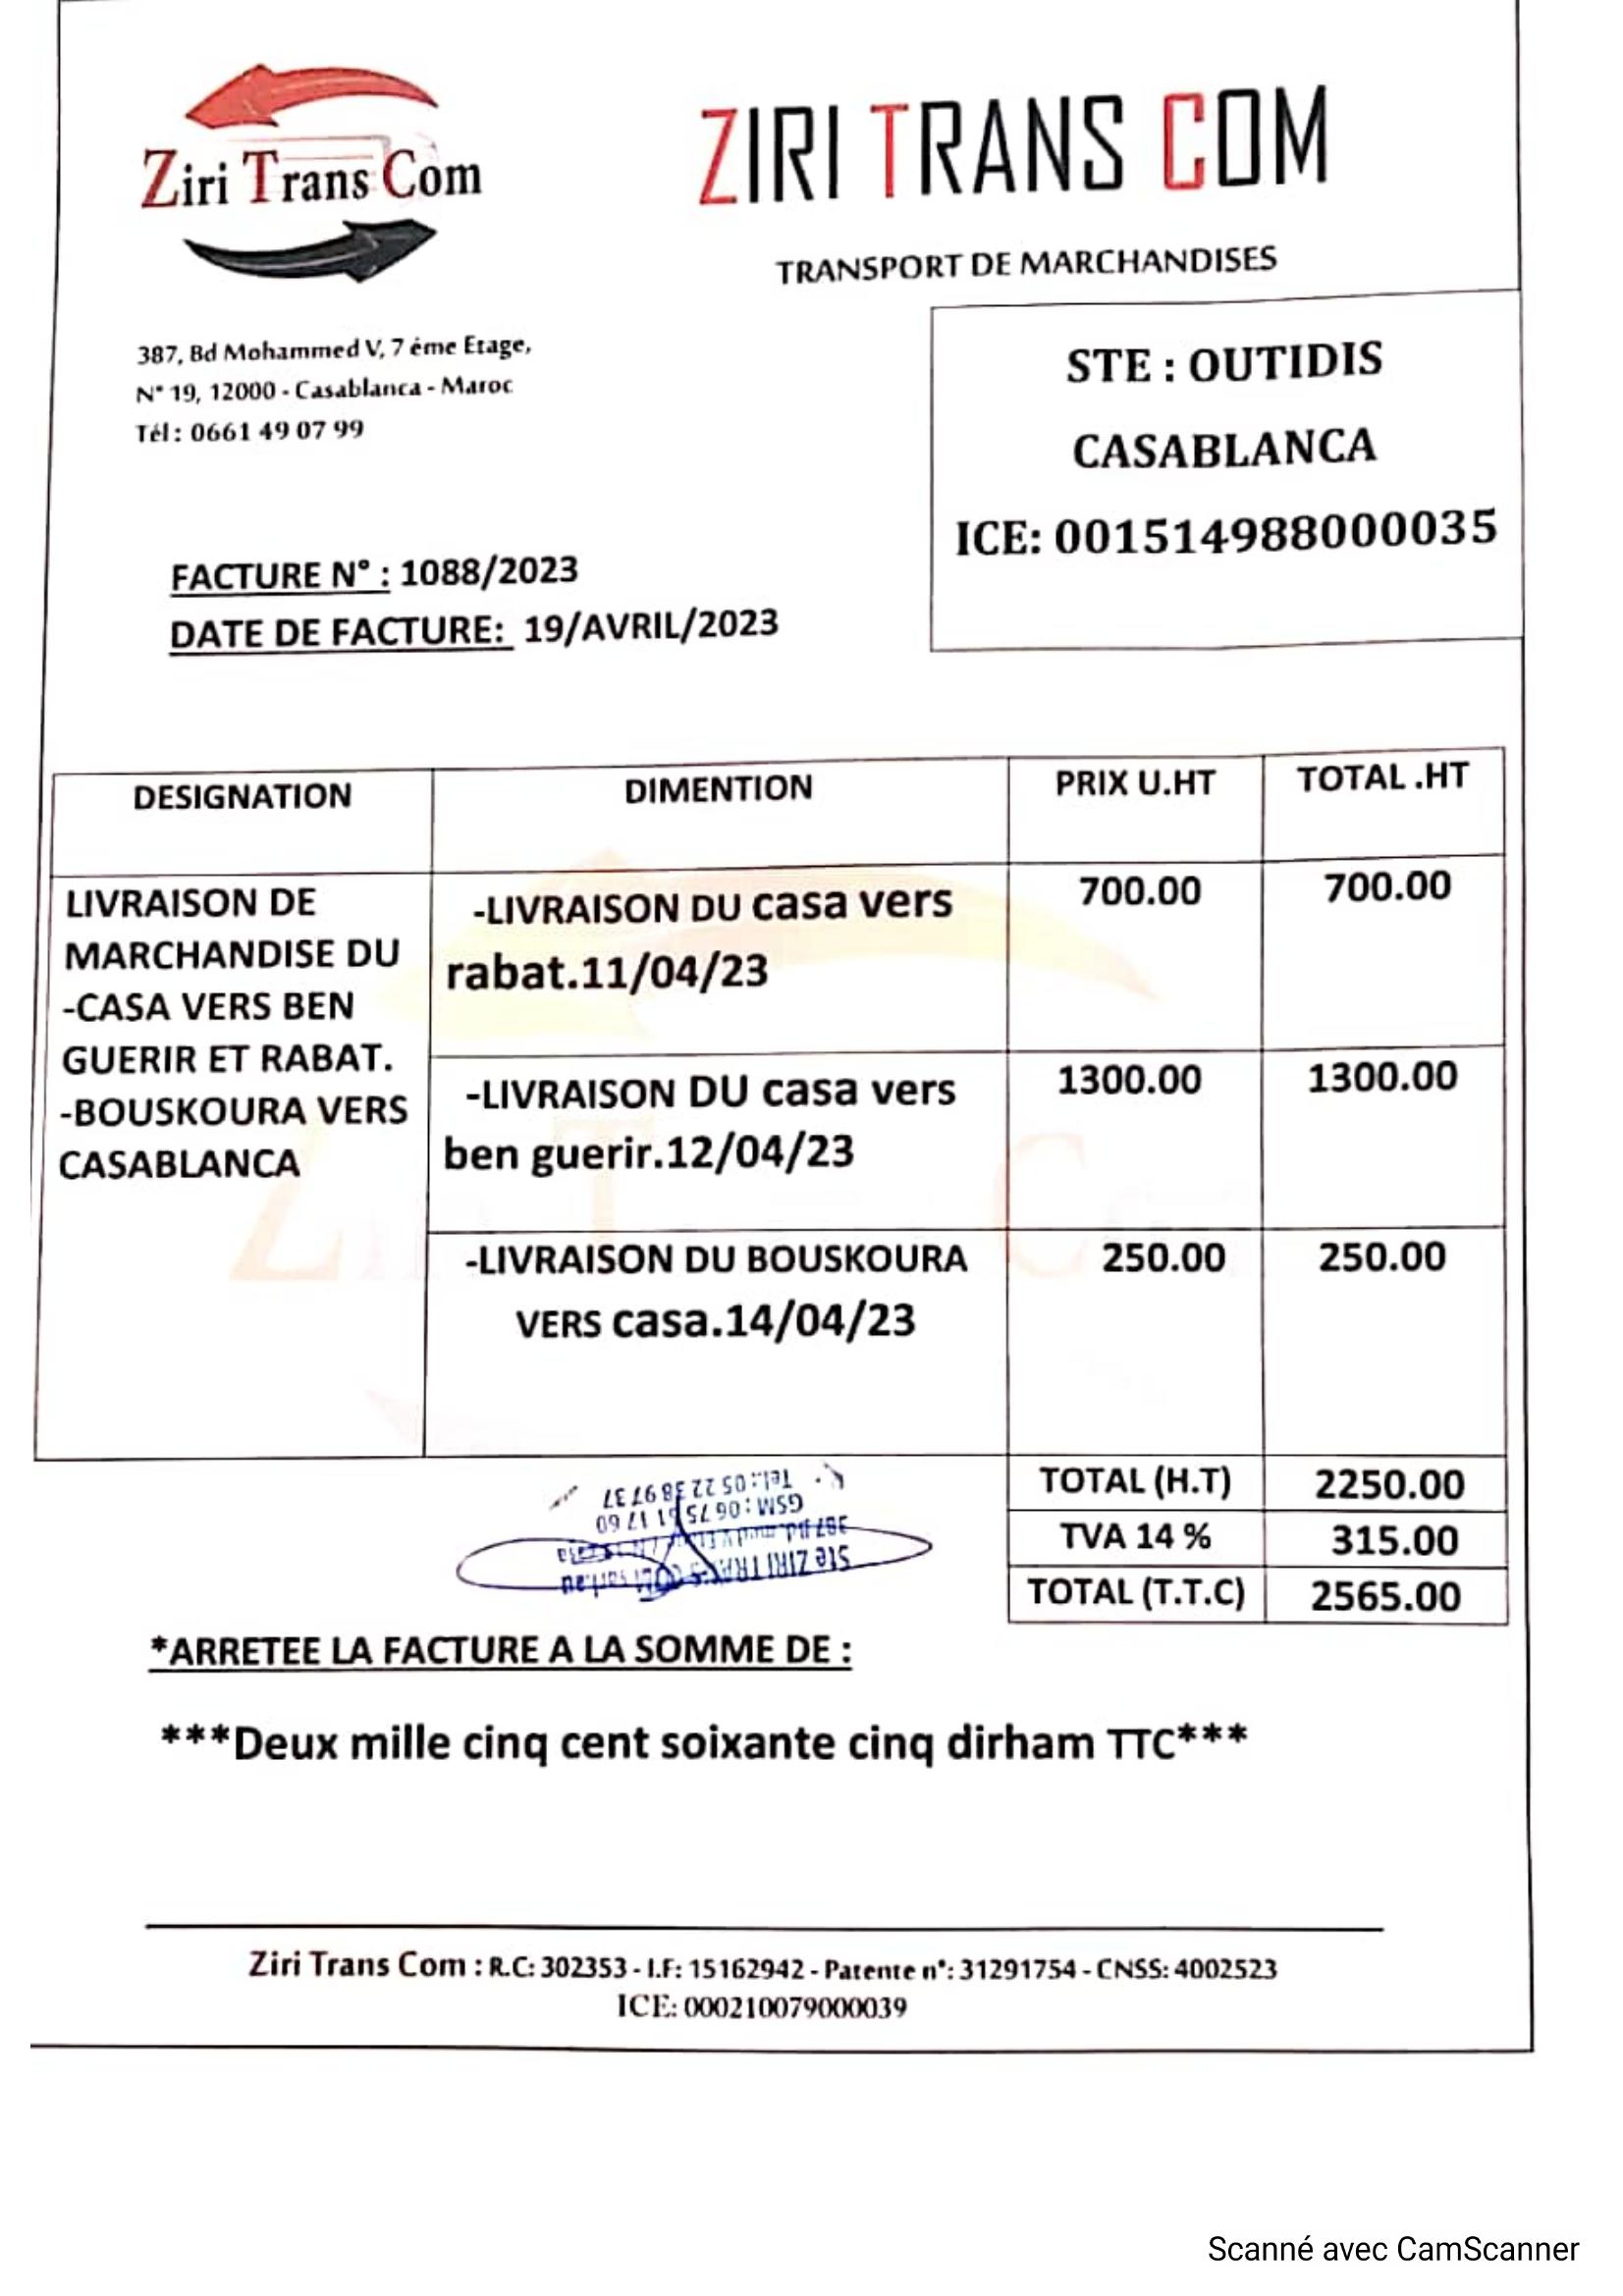 Ziri Trans Com
ZIRI TRANS COM
TRANSPORT DE MARCHANDISES
387, Bd Mohammed V, 7 éme Etage,
N° 19, 12000 - Casablanca - Maroc
Tél : 0661 49 07 99
STE : OUTIDIS
CASABLANCA
ICE: 001514988000035
FACTURE N° : 1088/2023
DATE DE FACTURE: 19/AVRIL/2023
DESIGNATION DIMENTION PRIX U.HT TOTAL .HT
LIVRAISON DE
MARCHANDISE DU
-CASA VERS BEN
GUERIR ET RABAT.
-BOUSKOURA VERS
CASABLANCA
-LIVRAISON DU casa vers
rabat.11/04/23
700.00 700.00
-LIVRAISON DU casa vers
ben guerir.12/04/23
1300.00 1300.00
-LIVRAISON DU BOUSKOURA
VERS casa.14/04/23
250.00 250.00
TOTAL (H.T) 2250.00
TVA 14 % 315.00
TOTAL (T.T.C) 2565.00
Ste ZIRI TRANS
GSM : 06 75 51 17 60
Tel.: 05 22 38 97 37
*ARRETEE LA FACTURE A LA SOMME DE :
***Deux mille cinq cent soixante cinq dirham TTC***
Ziri Trans Com : R.C: 302353 - I.F: 15162942 - Patente n°: 31291754 - CNSS: 4002523
ICE: 000210079000039
Scanné avec CamScanner